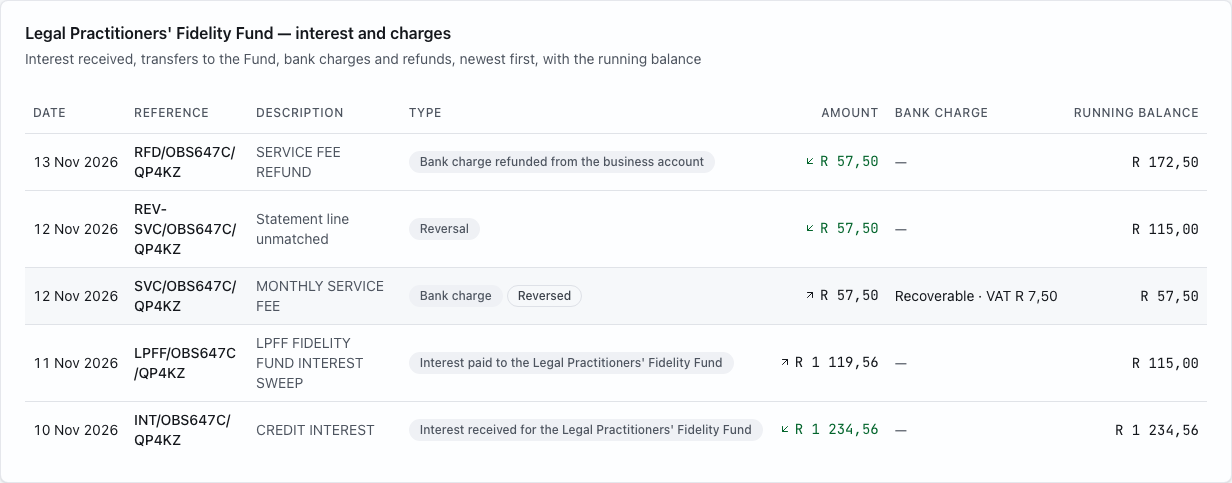 Legal Practitioners' Fidelity Fund — interest and charges
Interest received, transfers to the Fund, bank charges and refunds, newest first, with the running balance
DATE REFERENCE DESCRIPTION TYPE AMOUNT BANK CHARGE RUNNING BALANCE
13 Nov 2026 RFD/OBS647C/ SERVICE FEE Bank charge refunded from the business account ↙ R 57,50 — R 172,50
QP4KZ REFUND
REV-
12 Nov 2026 SVC/OBS647C/ Statement line Reversal ↙ R 57,50 — R 115,00
QP4KZ unmatched
12 Nov 2026 SVC/OBS647C/ MONTHLY SERVICE Bank charge Reversed ↗ R 57,50 Recoverable · VAT R 7,50 R 57,50
QP4KZ FEE
LPFF FIDELITY
11 Nov 2026 LPFF/OBS647C FUND INTEREST Interest paid to the Legal Practitioners' Fidelity Fund ↗ R 1 119,56 — R 115,00
/QP4KZ SWEEP
10 Nov 2026 INT/OBS647C/ CREDIT INTEREST Interest received for the Legal Practitioners' Fidelity Fund ↙ R 1 234,56 — R 1 234,56
QP4KZ